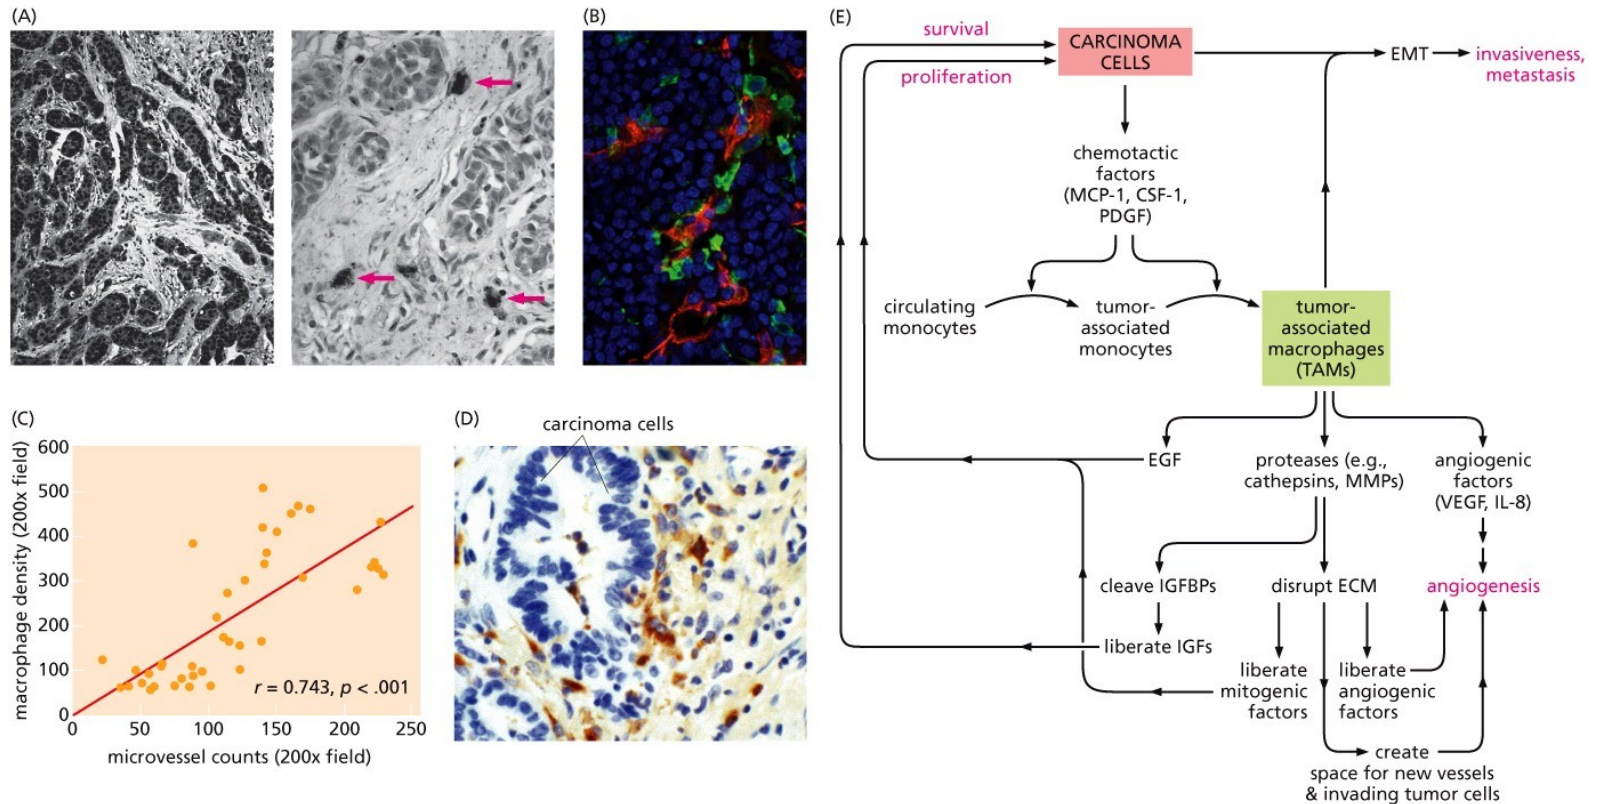 (A)
(B)
(C)
600
500
400
300
200
100
0
macrophage density (200x field)
0
50
100
150
200
250
microvessel counts (200x field)
r = 0.743, p < .001
(D)
carcinoma cells
(E)
survival
proliferation
CARCINOMA
CELLS
EMT
invasiveness,
metastasis
chemotactic
factors
(MCP-1, CSF-1,
PDGF)
circulating
monocytes
tumor-
associated
monocytes
tumor-
associated
macrophages
(TAMs)
EGF
proteases (e.g.,
cathepsins, MMPs)
angiogenic
factors
(VEGF, IL-8)
cleave IGFBPs
disrupt ECM
angiogenesis
liberate IGFs
liberate
mitogenic
factors
liberate
angiogenic
factors
create
space for new vessels
& invading tumor cells